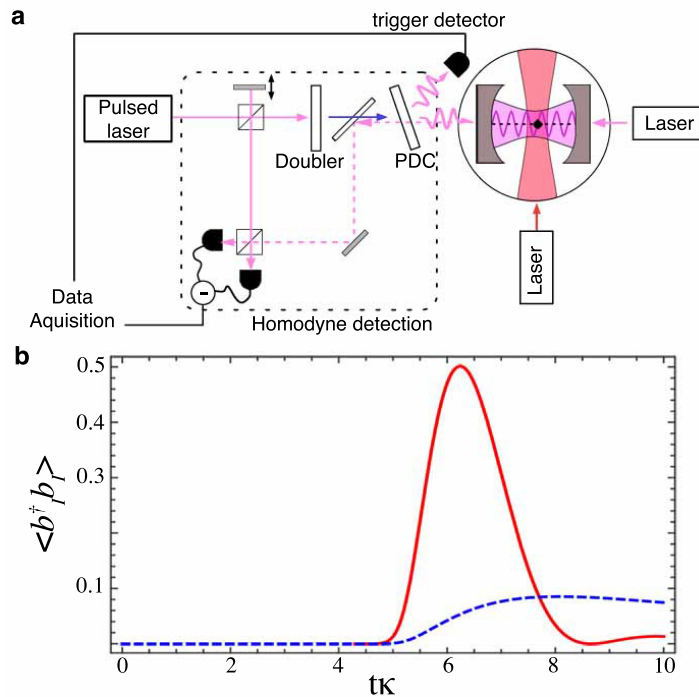 a
trigger detector
Pulsed
laser
Laser
Doubler
PDC
Laser
-
Data
Aquisition
Homodyne detection
b
0.5
0.4
0.3
0.1
<b†IbI>
0
2
4
6
8
10
tκ